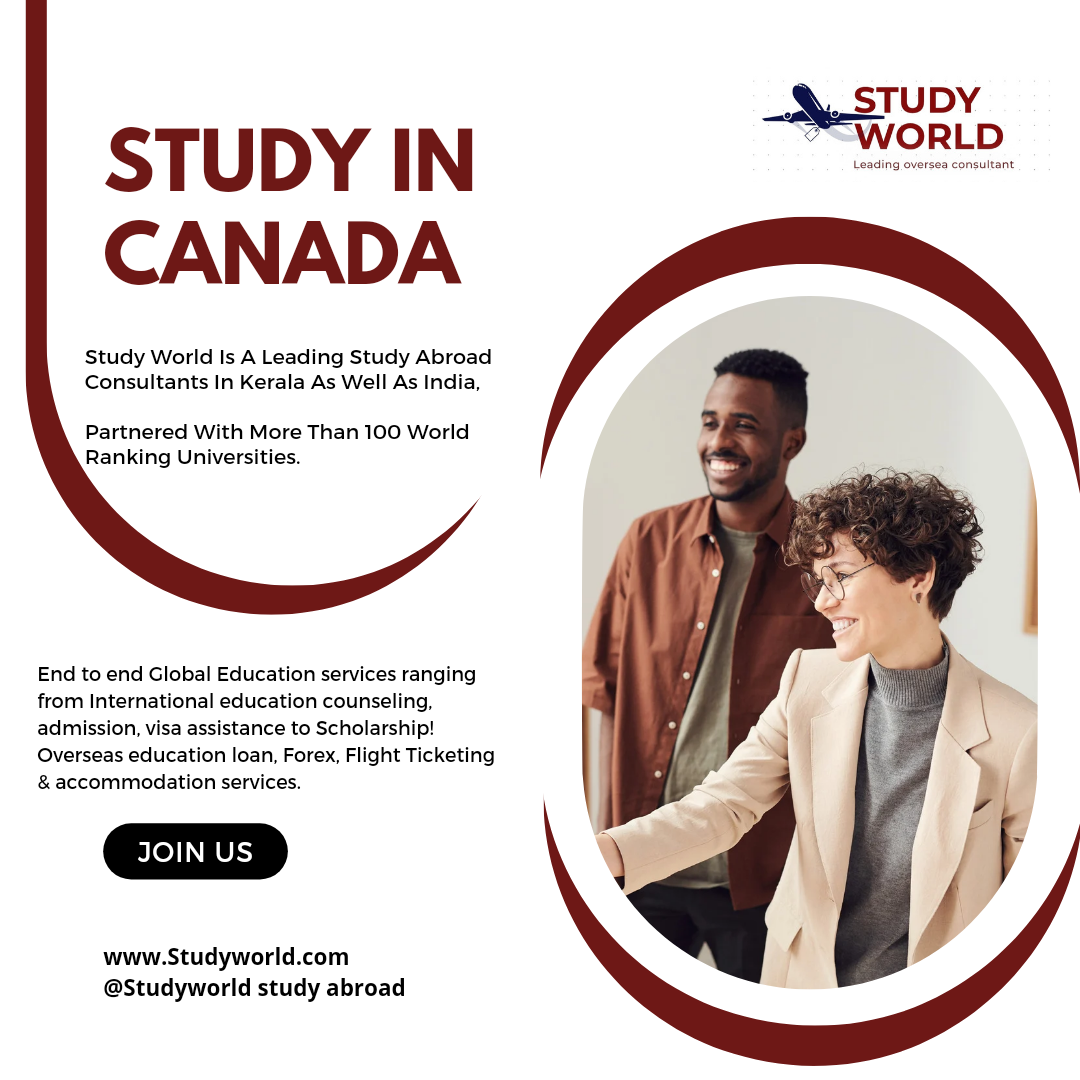 STUDY WORLD
Leading oversea consultant
STUDY IN
CANADA
Study World Is A Leading Study Abroad
Consultants In Kerala As Well As India,
Partnered With More Than 100 World
Ranking Universities.
End to end Global Education services ranging
from International education counseling,
admission, visa assistance to Scholarship!
Overseas education loan, Forex, Flight Ticketing
& accommodation services.
JOIN US
www.Studyworld.com
@Studyworld study abroad